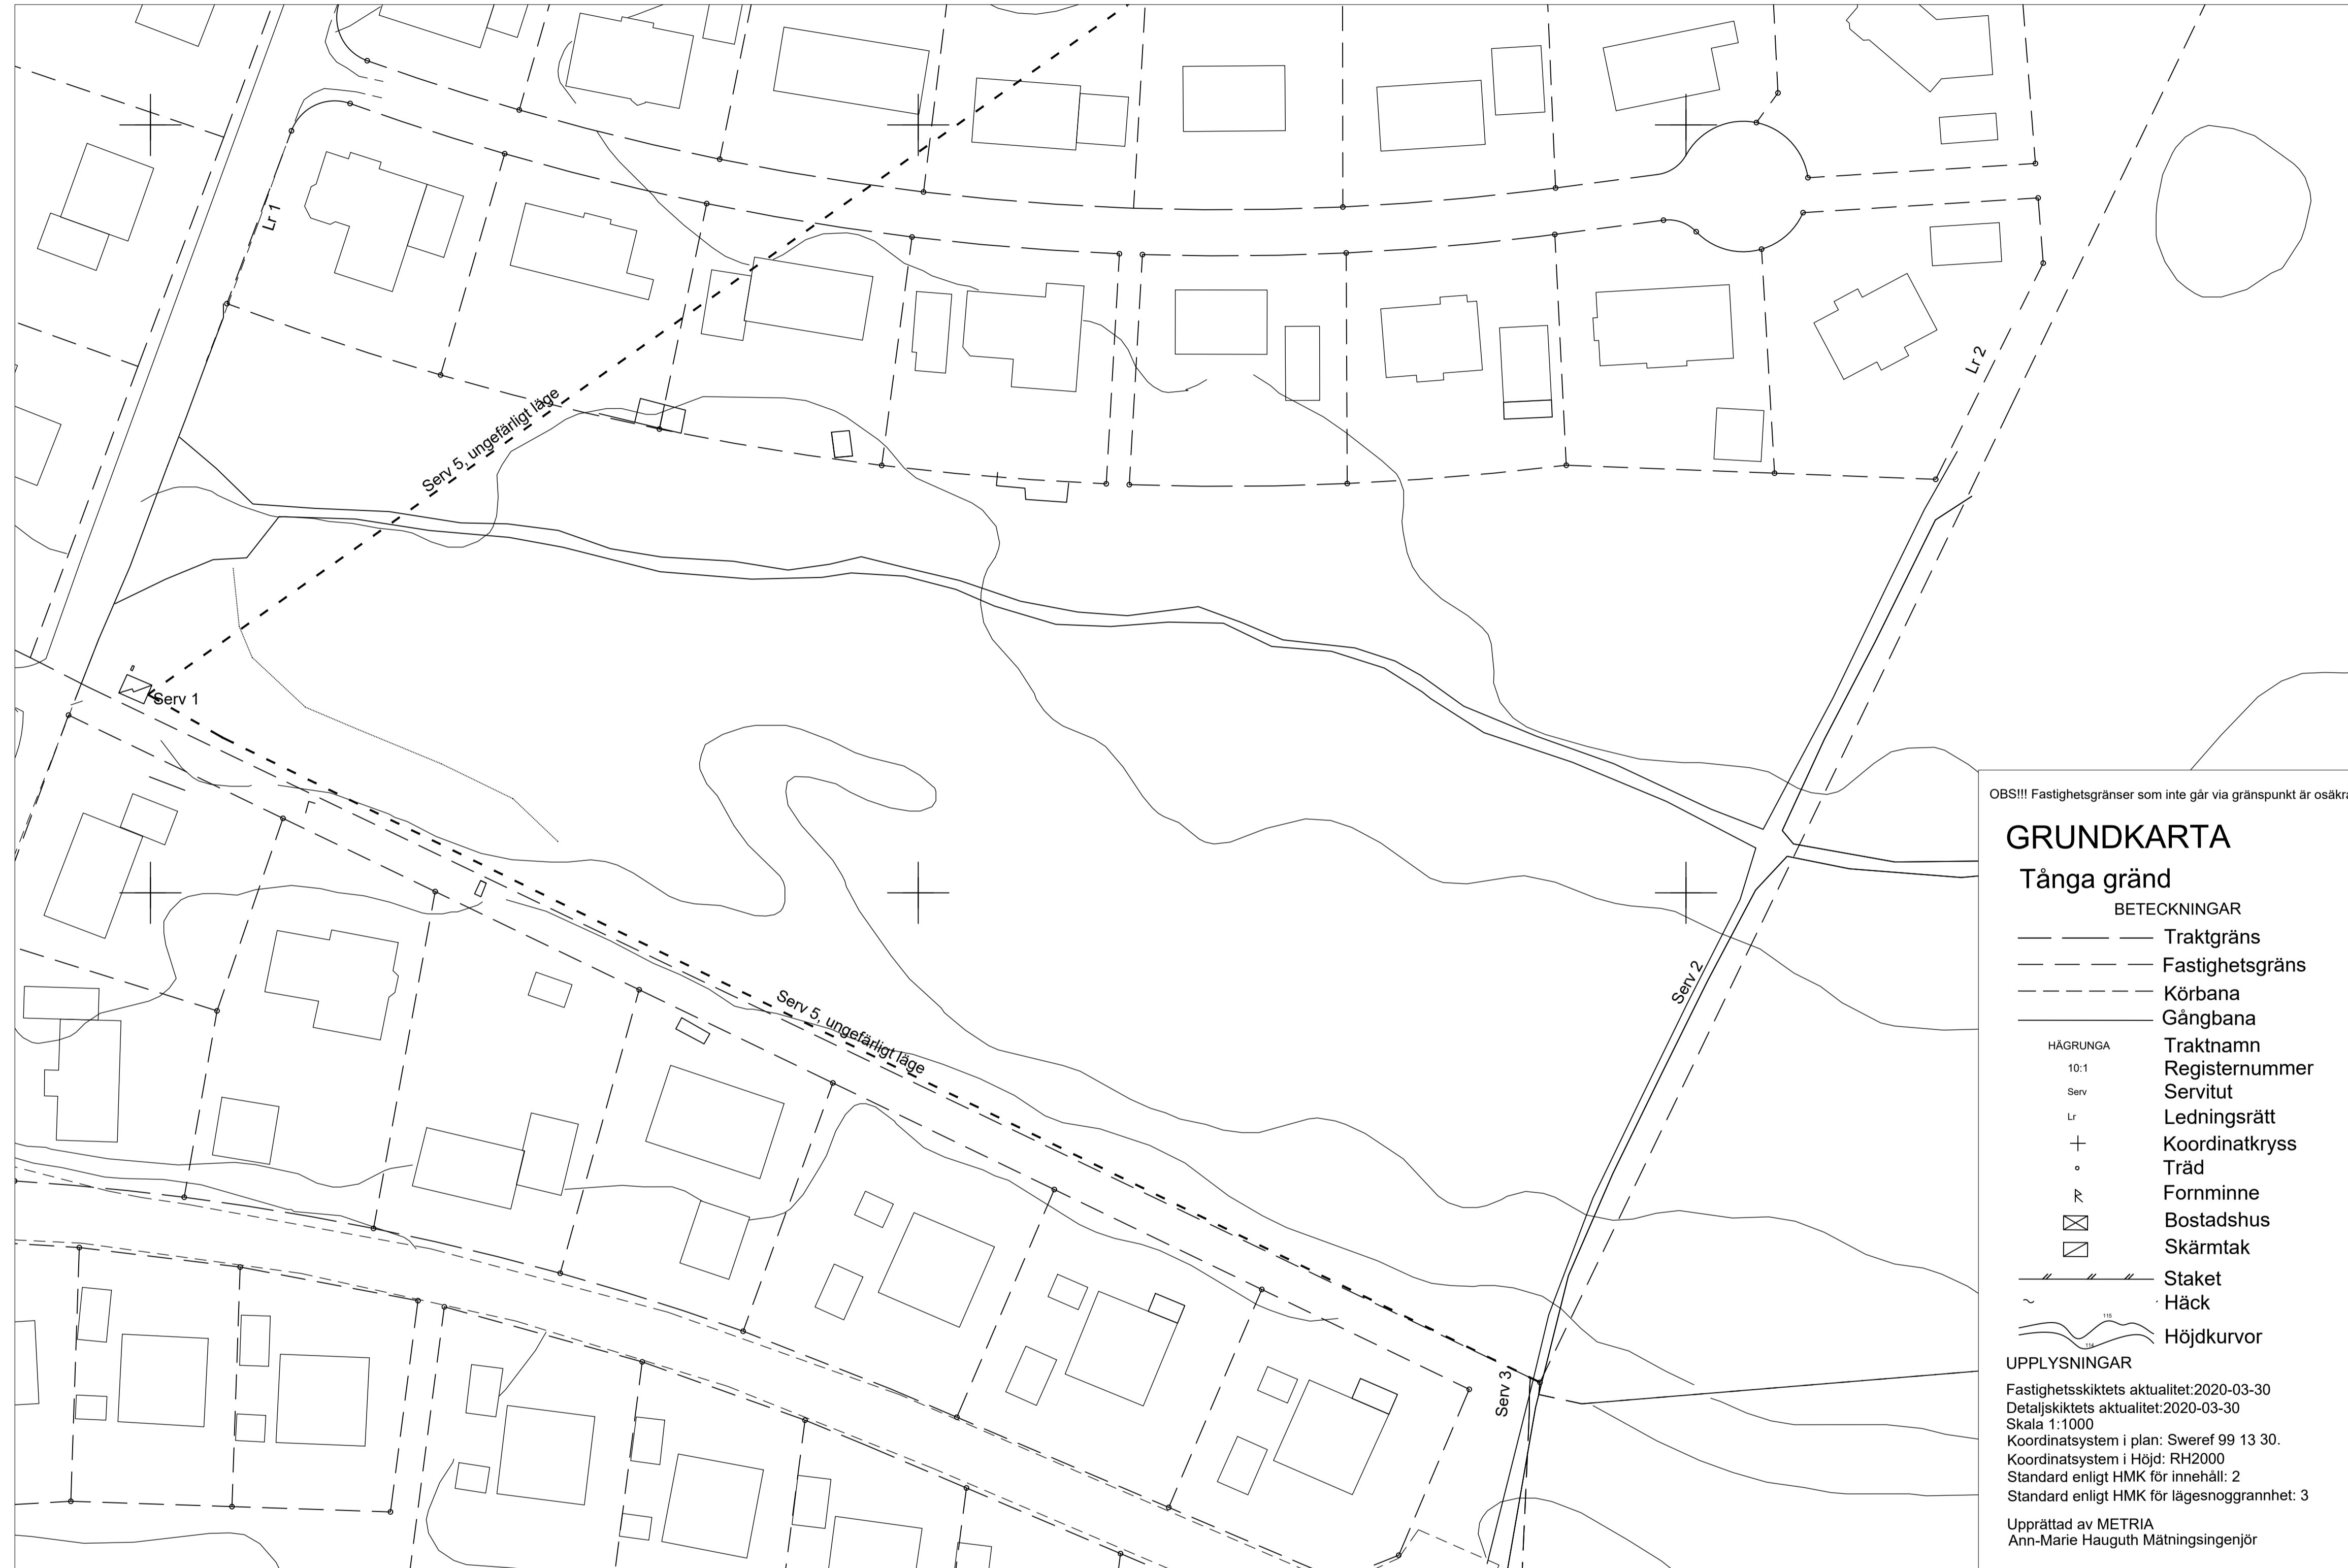 Lr 1
Lr 2
Serv 5, ungefärligt läge
Serv 1
Serv 5, ungefärligt läge
Serv 2
Serv 3
OBS!!! Fastighetsgränser som inte går via gränspunkt är osäkra
GRUNDKARTA
Tånga gränd
BETECKNINGAR
Traktgräns
Fastighetsgräns
Körbana
Gångbana
HÄGRUNGA Traktnamn
10:1 Registernummer
Serv Servitut
Lr Ledningsrätt
Koordinatkryss
Träd
Fornminne
Bostadshus
Skärmtak
Staket
Häck
115
114
Höjdkurvor
UPPLYSNINGAR
Fastighetsskiktets aktualitet:2020-03-30
Detaljskiktets aktualitet:2020-03-30
Skala 1:1000
Koordinatsystem i plan: Sweref 99 13 30.
Koordinatsystem i Höjd: RH2000
Standard enligt HMK för innehåll: 2
Standard enligt HMK för lägesnoggrannhet: 3
Upprättad av METRIA
Ann-Marie Hauguth Mätningsingenjör